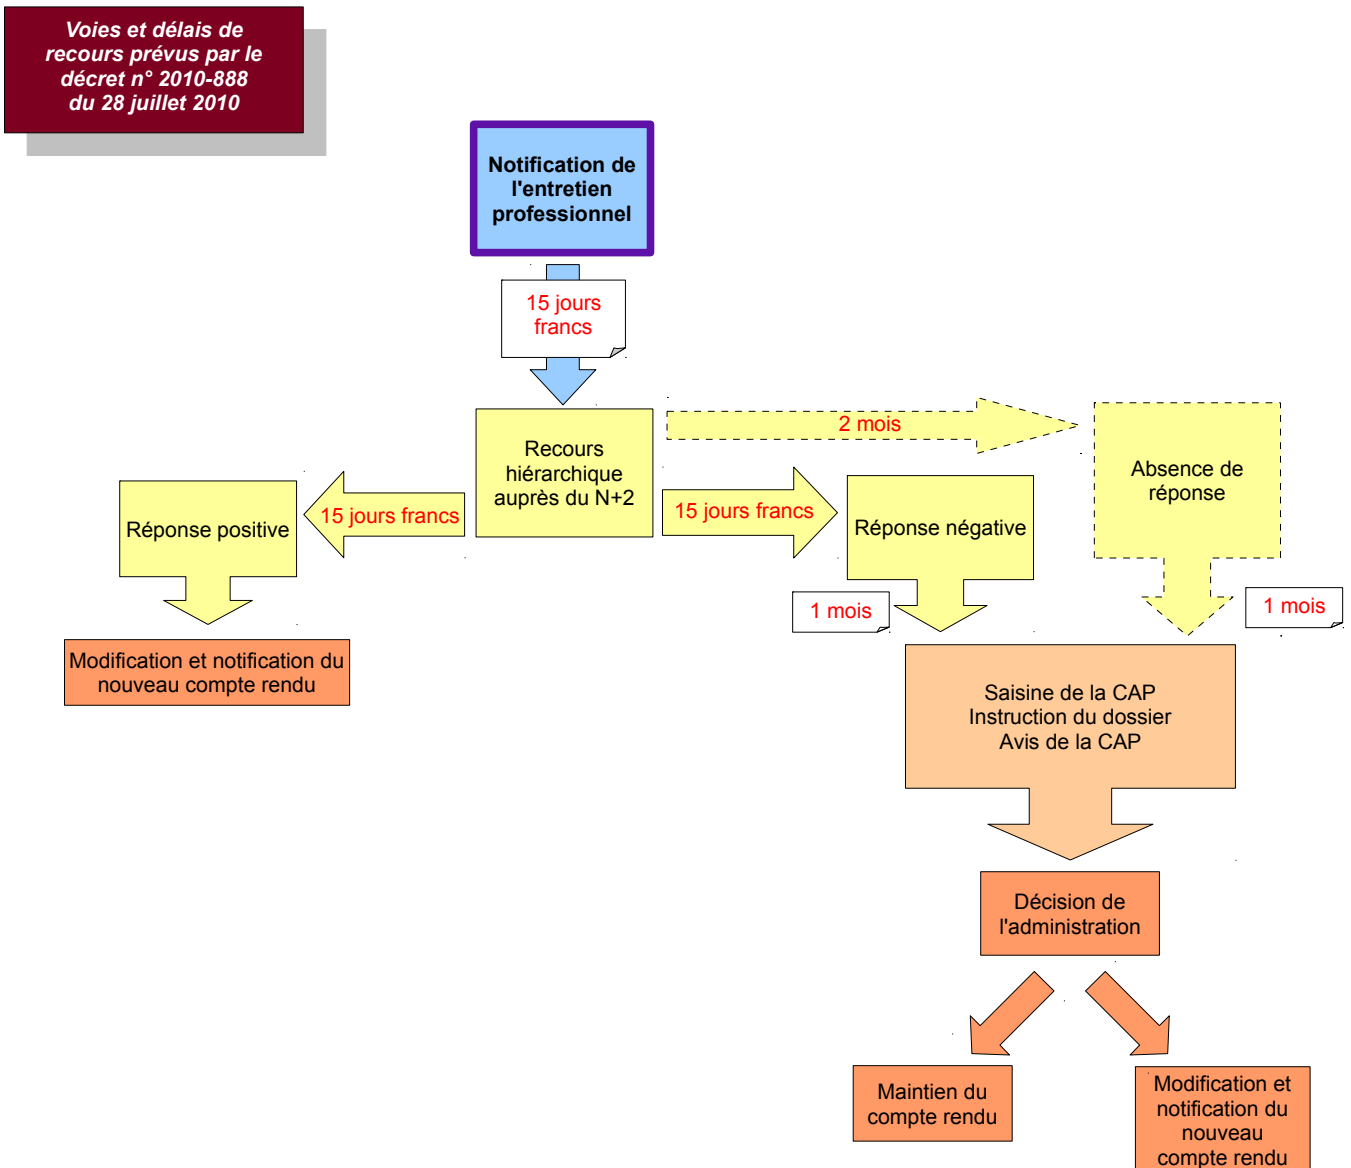 Voies et délais de
recours prévus par le
décret n° 2010-888
du 28 juillet 2010
Notification de
l'entretien
professionnel
15 jours
francs
Recours
hiérarchique
auprès du N+2
2 mois
Absence de
réponse
15 jours francs
Réponse positive
15 jours francs
Réponse négative
1 mois
1 mois
Modification et notification du
nouveau compte rendu
Saisine de la CAP
Instruction du dossier
Avis de la CAP
Décision de
l'administration
Maintien du
compte rendu
Modification et
notification du
nouveau
compte rendu